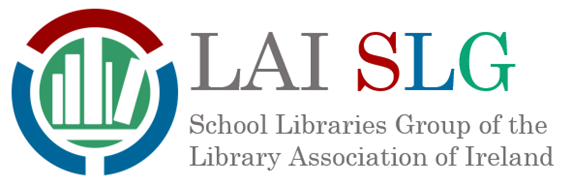 LAI SLG
School Libraries Group of the
Library Association of Ireland